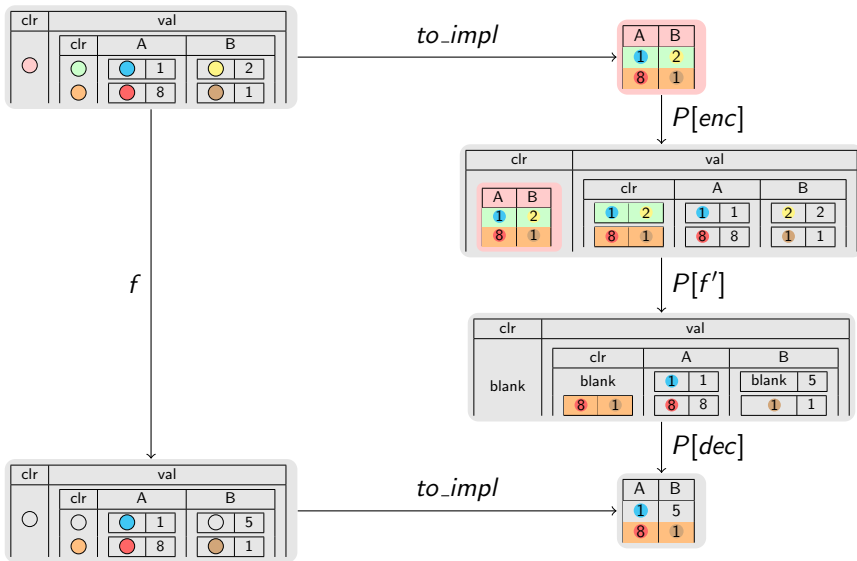 clr val
clr A B
1 2
8 1
to_impl
A B
1 2
8 1
P[enc]
clr val
A B
1 2
8 1
clr A B
1 2 1 1 2 2
8 1 8 8 1 1
f
P[f′]
clr val
blank
clr A B
blank 1 1 blank 5
8 1 8 8 1 1
P[dec]
clr val
clr A B
1 5
8 1
to_impl
A B
1 5
8 1